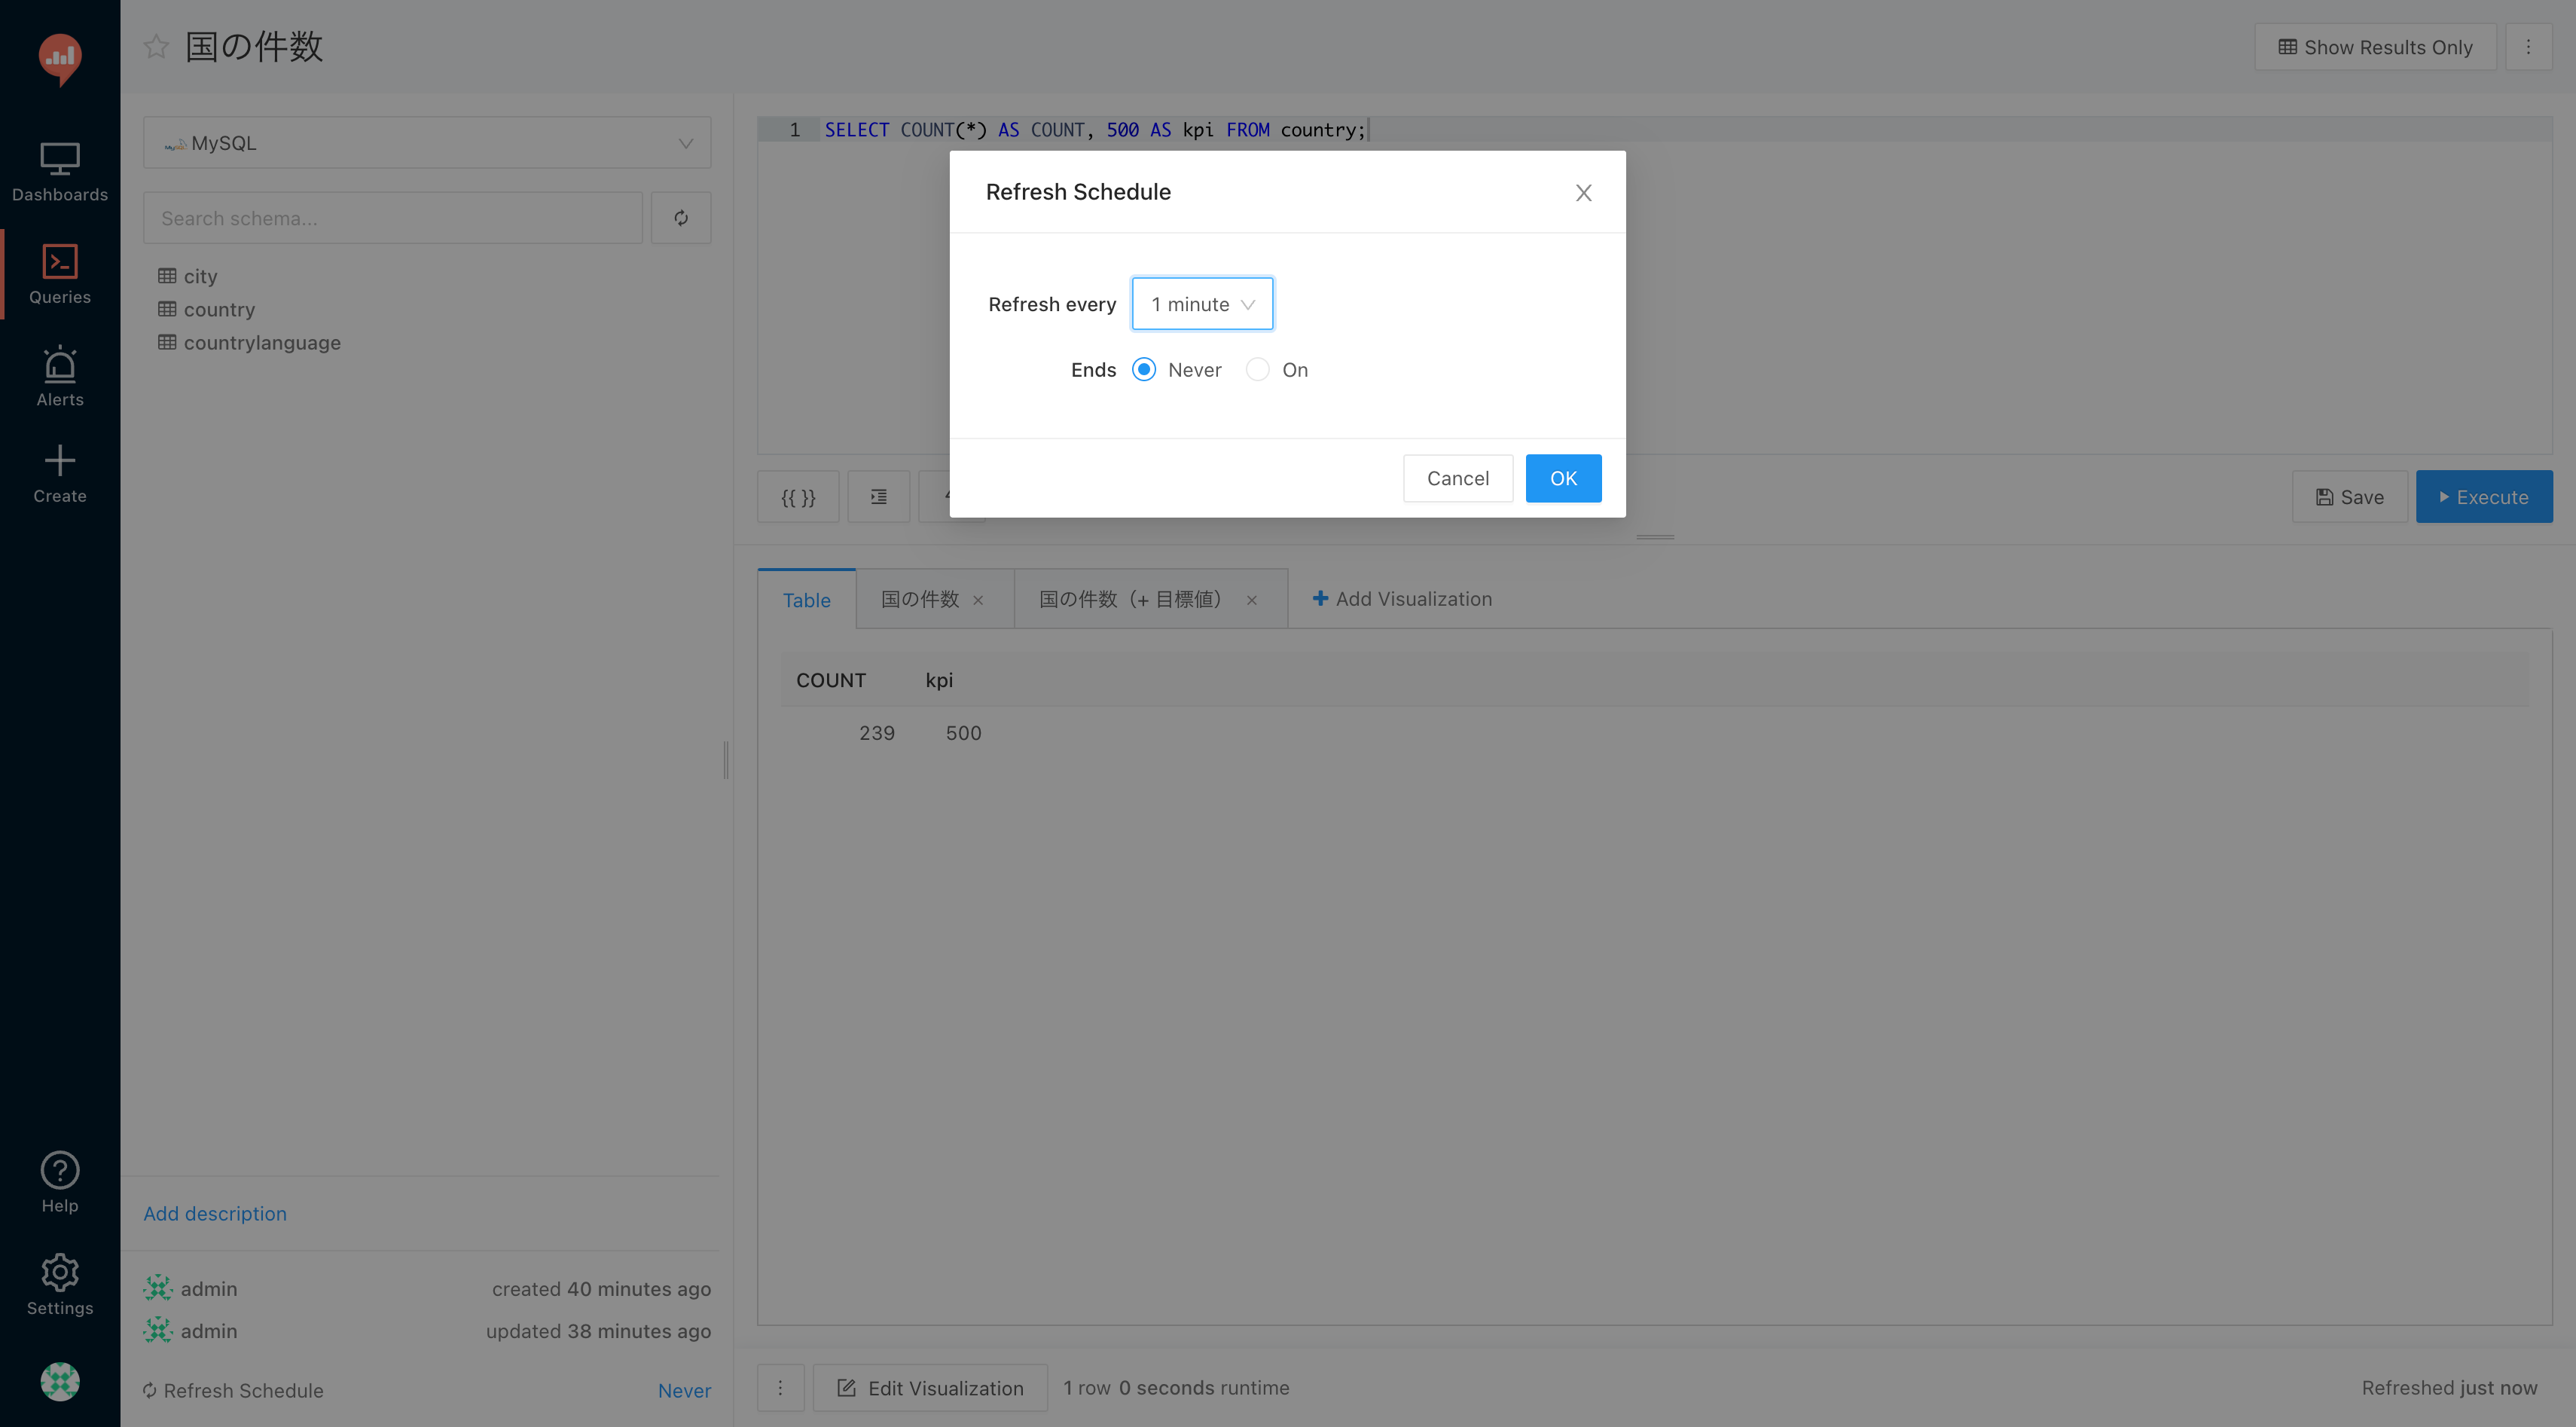 国の件数
Show Results Only
Dashboards
Queries
Alerts
Create
Help
Settings
MySQL
Search schema...
city
country
countrylanguage
Add description
admin created 40 minutes ago
admin updated 38 minutes ago
Refresh Schedule Never
1 SELECT COUNT(*) AS COUNT, 500 AS kpi FROM country;
Refresh Schedule
Refresh every 1 minute
Ends Never On
Cancel OK
{{ }}
Save Execute
Table 国の件数 国の件数（+ 目標値） Add Visualization
COUNT kpi
239 500
Edit Visualization 1 row 0 seconds runtime Refreshed just now